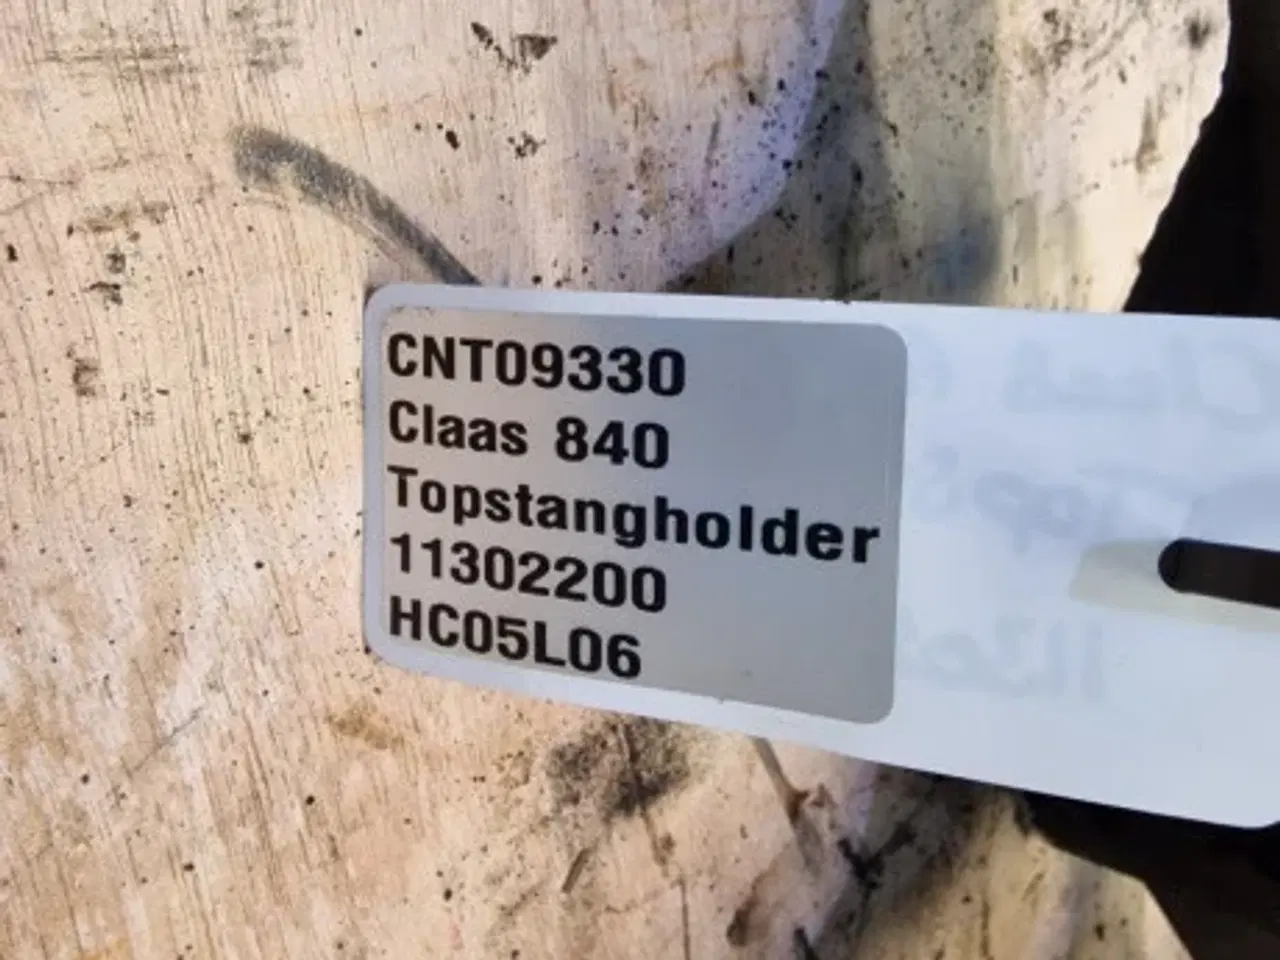 CNT09330
Claas 840
Topstangholder
11302200
HC05L06